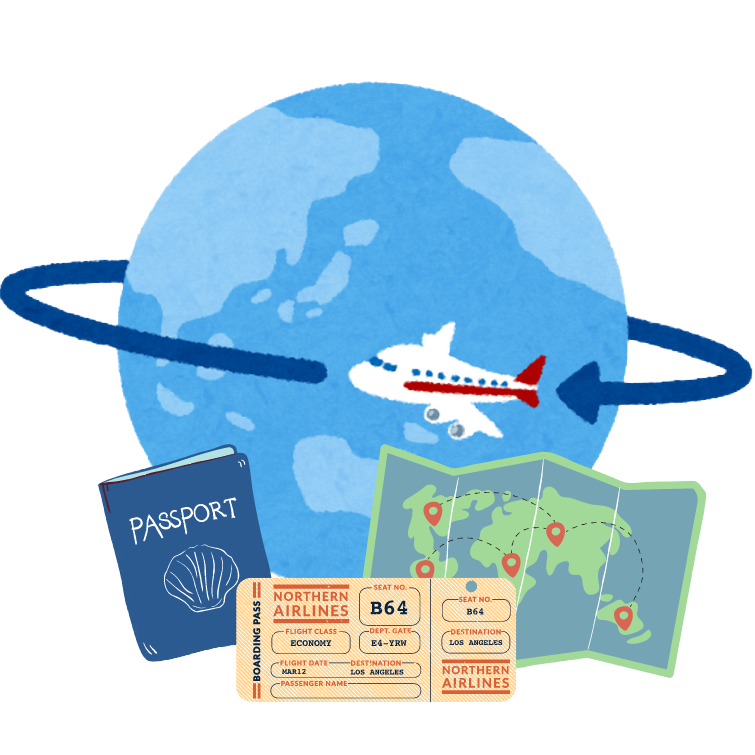 PASSPORT
BOARDING PASS
NORTHERN
AIRLINES
SEAT NO.
B64
FLIGHT CLASS
ECONOMY
DEPT. GATE
E4-YRW
FLIGHT DATE
MAR12
DESTINATION
LOS ANGELES
PASSENGER NAME
SEAT NO.
B64
DESTINATION
LOS ANGELES
NORTHERN
AIRLINES